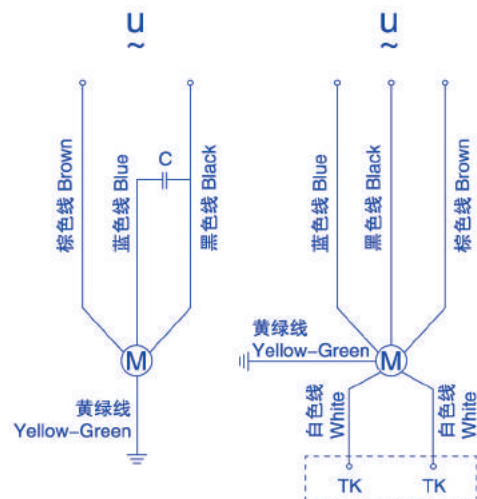 U
~
U
~
棕色线 Brown
蓝色线 Blue
C
黑色线 Black
蓝色线 Blue
黑色线 Black
棕色线 Brown
M
黄绿线
Yellow-Green
黄绿线
Yellow-Green
M
白色线
White
白色线
White
TK
TK